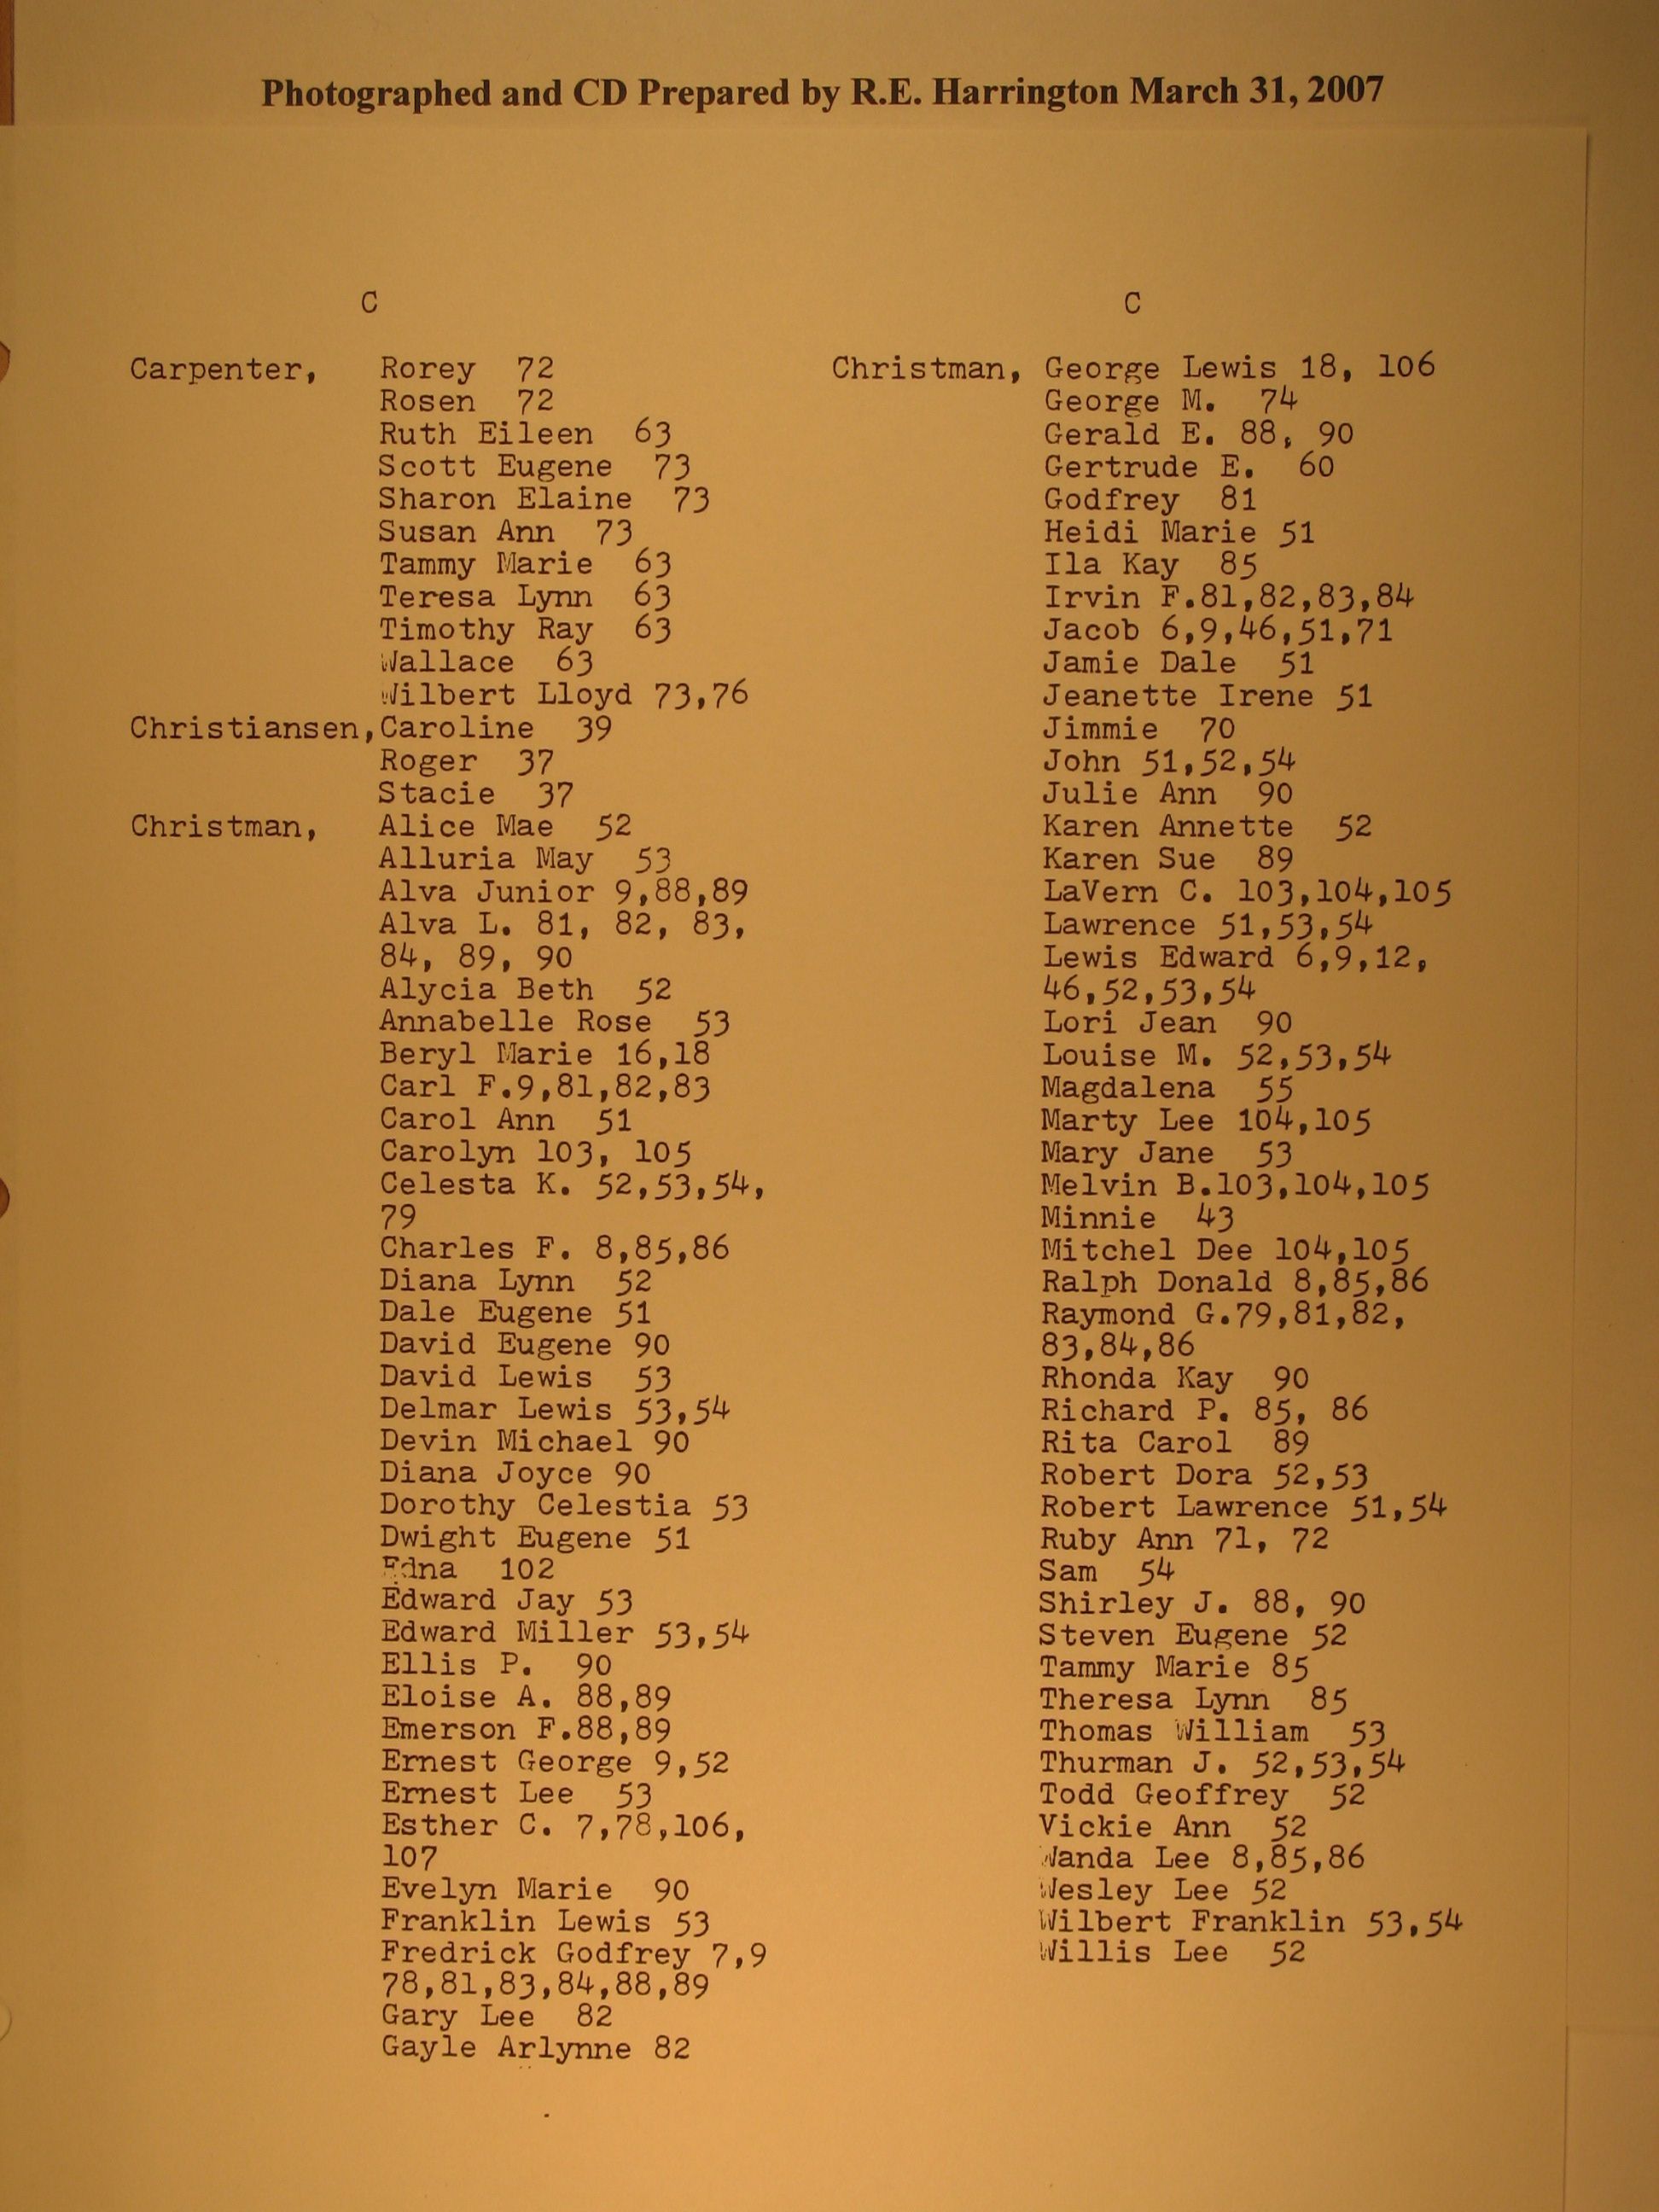 Photographed and CD Prepared by R.E. Harrington March 31, 2007
C
Carpenter, Rorey 72
Rosen 72
Ruth Eileen 63
Scott Eugene 73
Sharon Elaine 73
Susan Ann 73
Tammy Marie 63
Teresa Lynn 63
Timothy Ray 63
Wallace 63
Wilbert Lloyd 73,76
Christiansen, Caroline 39
Roger 37
Stacie 37
Christman, Alice Mae 52
Alluria May 53
Alva Junior 9,88,89
Alva L. 81, 82, 83,
84, 89, 90
Alycia Beth 52
Annabelle Rose 53
Beryl Marie 16,18
Carl F.9,81,82,83
Carol Ann 51
Carolyn 103, 105
Celesta K. 52,53,54,
79
Charles F. 8,85,86
Diana Lynn 52
Dale Eugene 51
David Eugene 90
David Lewis 53
Delmar Lewis 53,54
Devin Michael 90
Diana Joyce 90
Dorothy Celestia 53
Dwight Eugene 51
Edna 102
Edward Jay 53
Edward Miller 53,54
Ellis P. 90
Eloise A. 88,89
Emerson F.88,89
Ernest George 9,52
Ernest Lee 53
Esther C. 7,78,106,
107
Evelyn Marie 90
Franklin Lewis 53
Fredrick Godfrey 7,9
78,81,83,84,88,89
Gary Lee 82
Gayle Arlynne 82
C
Christman, George Lewis 18, 106
George M. 74
Gerald E. 88, 90
Gertrude E. 60
Godfrey 81
Heidi Marie 51
Ila Kay 85
Irvin F.81,82,83,84
Jacob 6,9,46,51,71
Jamie Dale 51
Jeanette Irene 51
Jimmie 70
John 51,52,54
Julie Ann 90
Karen Annette 52
Karen Sue 89
LaVern C. 103,104,105
Lawrence 51,53,54
Lewis Edward 6,9,12,
46,52,53,54
Lori Jean 90
Louise M. 52,53,54
Magdalena 55
Marty Lee 104,105
Mary Jane 53
Melvin B.103,104,105
Minnie 43
Mitchel Dee 104,105
Ralph Donald 8,85,86
Raymond G.79,81,82,
83,84,86
Rhonda Kay 90
Richard P. 85, 86
Rita Carol 89
Robert Dora 52,53
Robert Lawrence 51,54
Ruby Ann 71, 72
Sam 54
Shirley J. 88, 90
Steven Eugene 52
Tammy Marie 85
Theresa Lynn 85
Thomas William 53
Thurman J. 52,53,54
Todd Geoffrey 52
Vickie Ann 52
Wanda Lee 8,85,86
Wesley Lee 52
Wilbert Franklin 53,54
Willis Lee 52